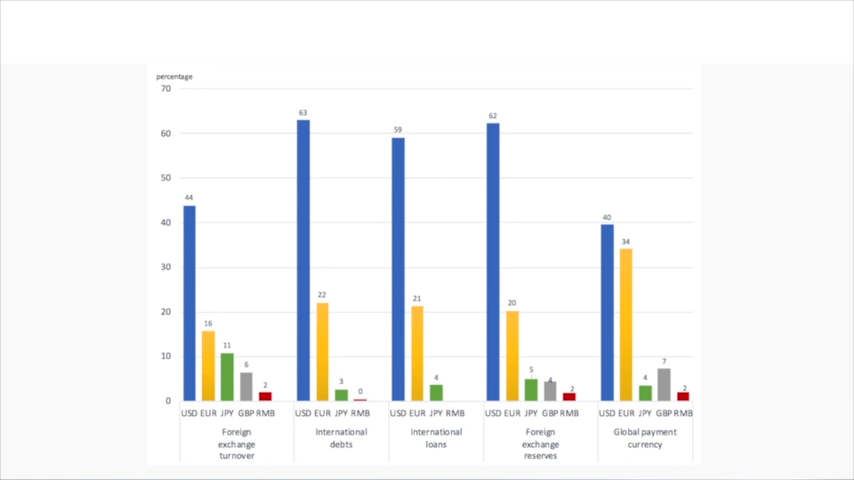 percentage
70
60
50
40
30
20
10
0
44
16
11
6
2
63
22
3
0
59
21
4
62
20
5
4
2
40
34
4
7
2
USD EUR JPY GBP RMB
USD EUR JPY RMB
USD EUR JPY RMB
USD EUR JPY GBP RMB
USD EUR JPY GBP RMB
Foreign
exchange
turnover
International
debts
International
loans
Foreign
exchange
reserves
Global payment
currency